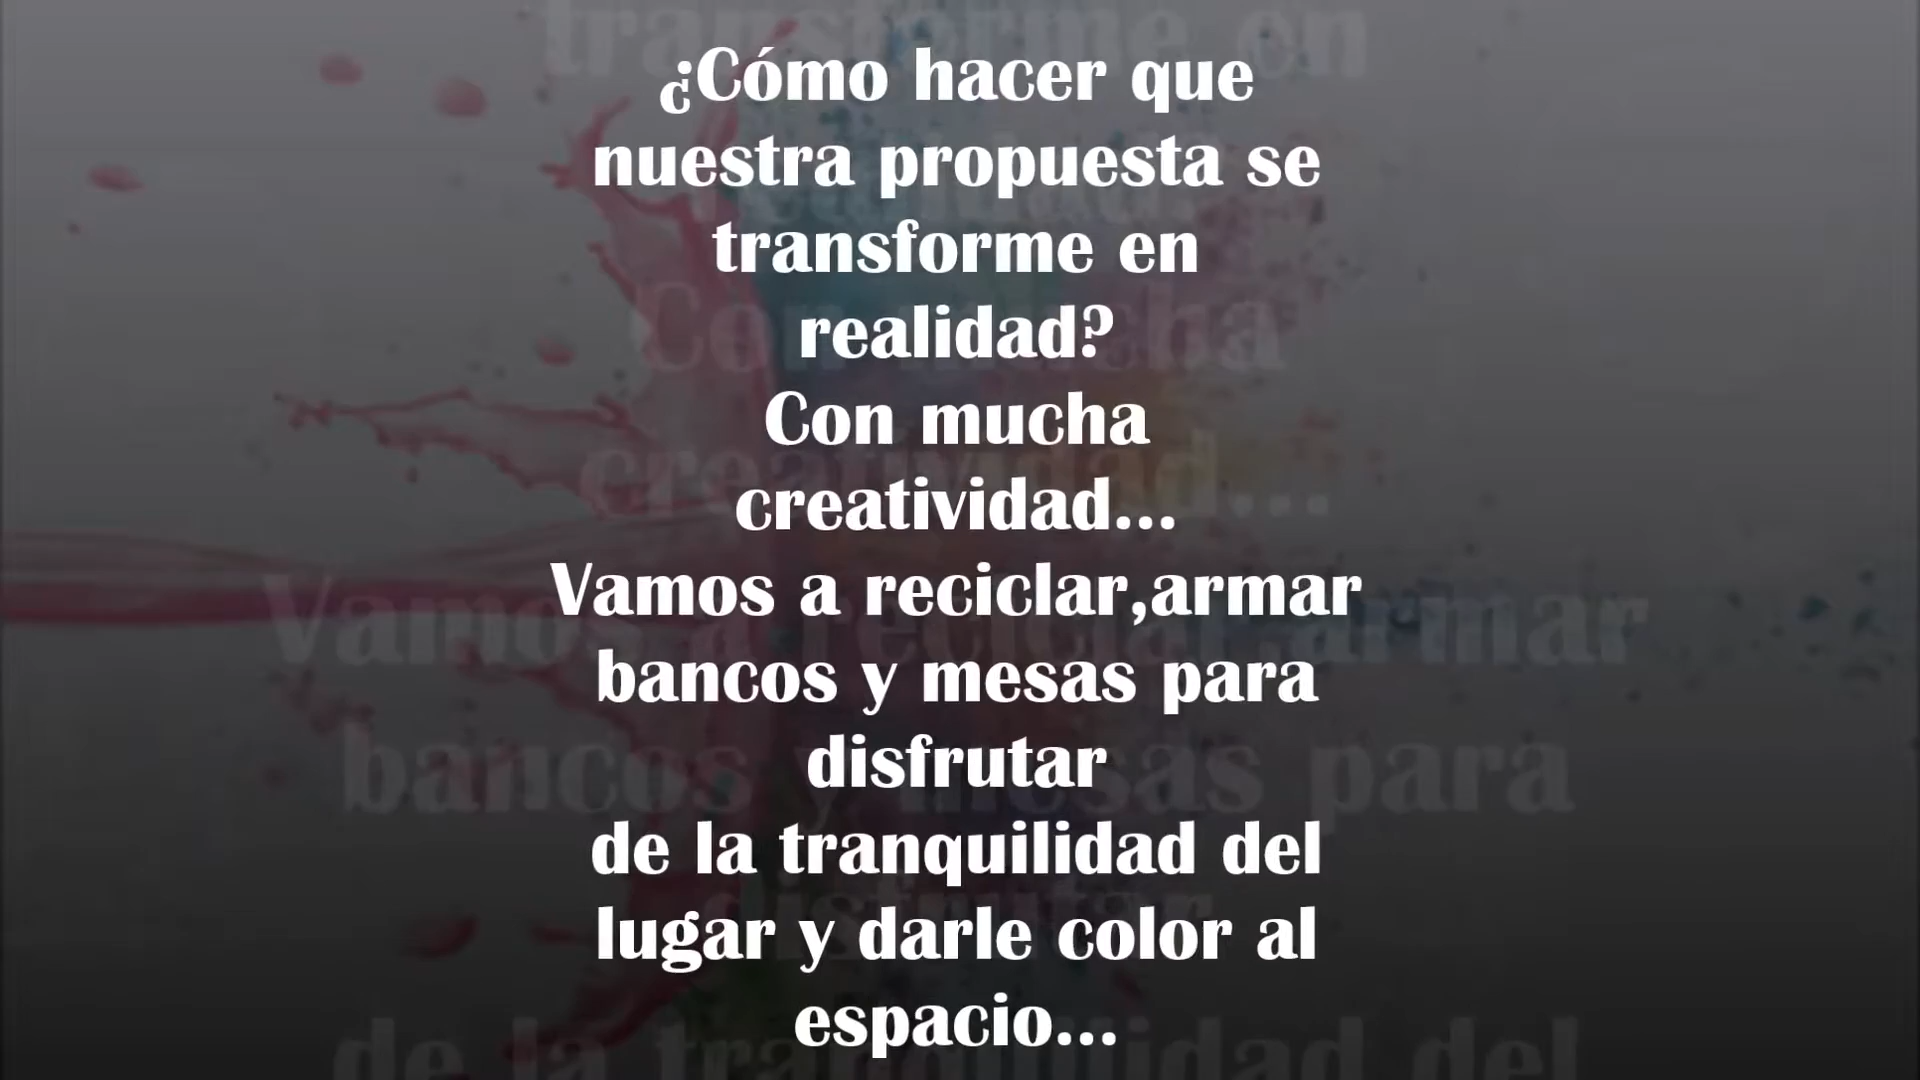 ¿Cómo hacer que
nuestra propuesta se
transforme en
realidad?
Con mucha
creatividad...
Vamos a reciclar,armar
bancos y mesas para
disfrutar
de la tranquilidad del
lugar y darle color al
espacio...